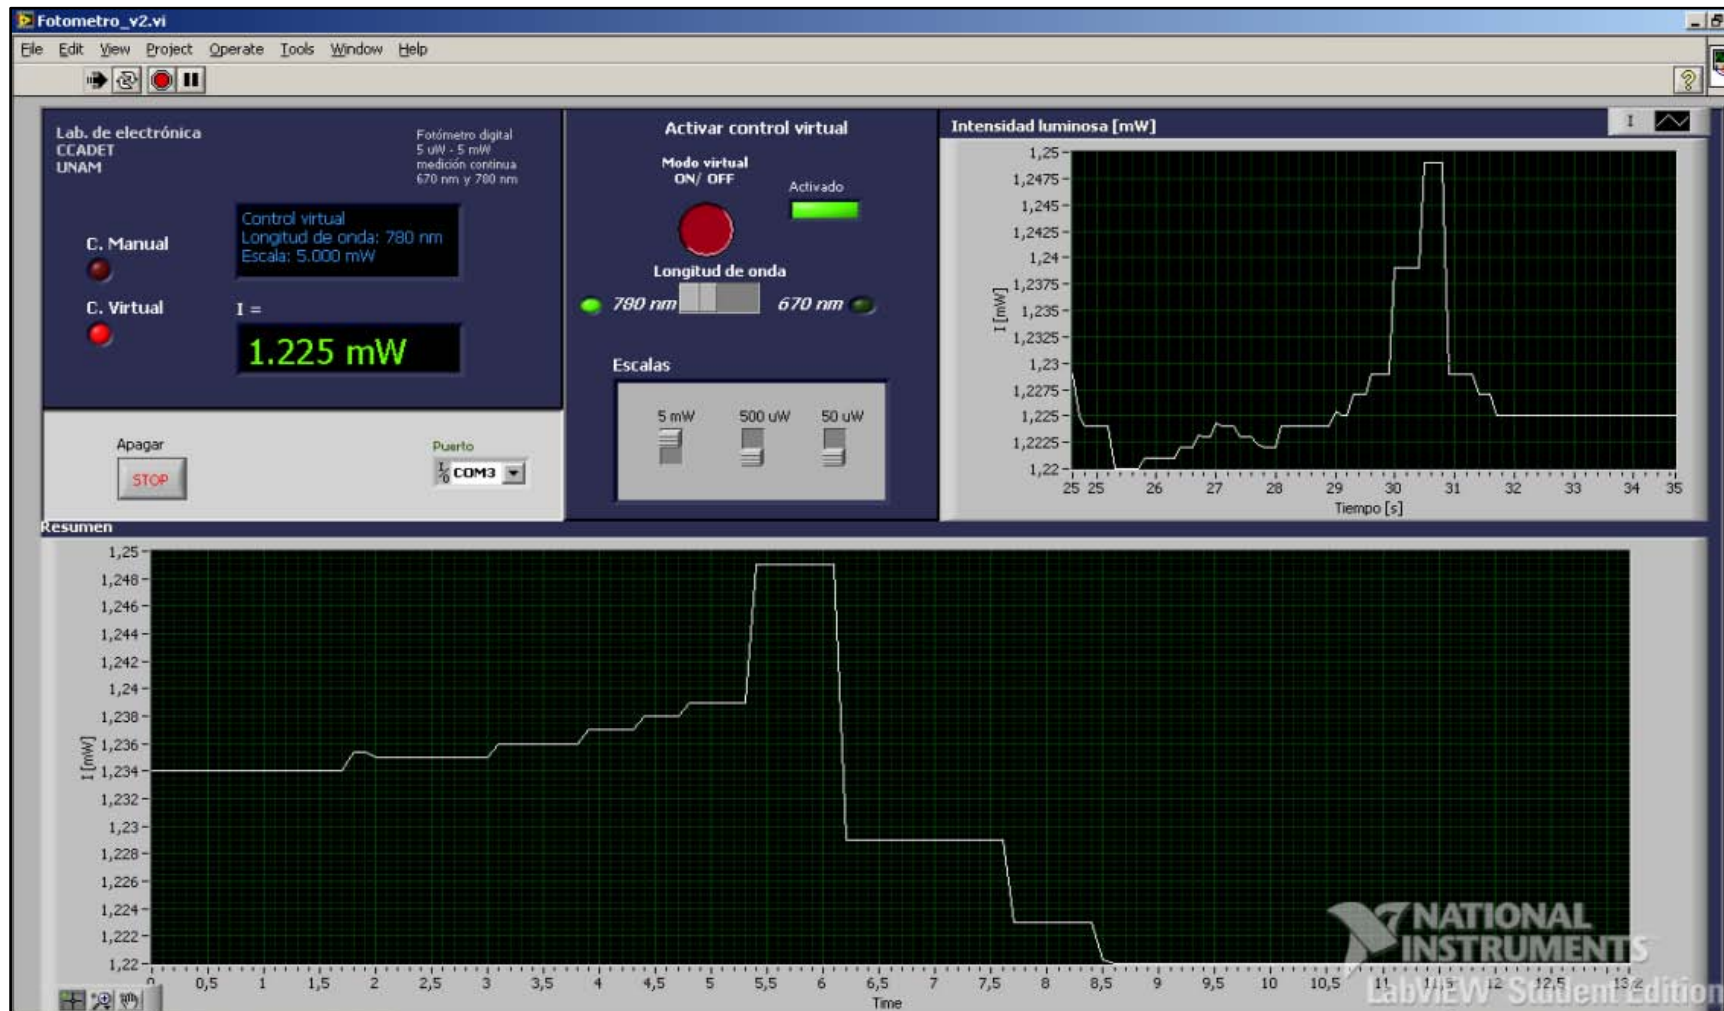 Fotometro_v2.vi
File Edit View Project Operate Tools Window Help
Lab. de electrónica
CCADET
UNAM
Fotómetro digital
5 uW - 5 mW
medición continua
670 nm y 780 nm
C. Manual
C. Virtual
Control virtual
Longitud de onda: 780 nm
Escala: 5.000 mW
I =
1.225 mW
Apagar
STOP
Puerto
COM3
Activar control virtual
Modo virtual
ON/ OFF
Activado
Longitud de onda
780 nm
670 nm
Escalas
5 mW 500 uW 50 uW
Intensidad luminosa [mW]
I
1,25
1,2475
1,245
1,2425
1,24
1,2375
1,235
1,2325
1,23
1,2275
1,225
1,2225
1,22
I [mW]
25 25 26 27 28 29 30 31 32 33 34 35
Tiempo [s]
Resumen
1,25
1,248
1,246
1,244
1,242
1,24
1,238
1,236
1,234
1,232
1,23
1,228
1,226
1,224
1,222
1,22
I [mW]
0 0,5 1 1,5 2 2,5 3 3,5 4 4,5 5 5,5 6 6,5 7 7,5 8 8,5 9 9,5 10 10,5 11 11,5 12 12,5 13,2
Time
NATIONAL
INSTRUMENTS
LabVIEW Student Edition